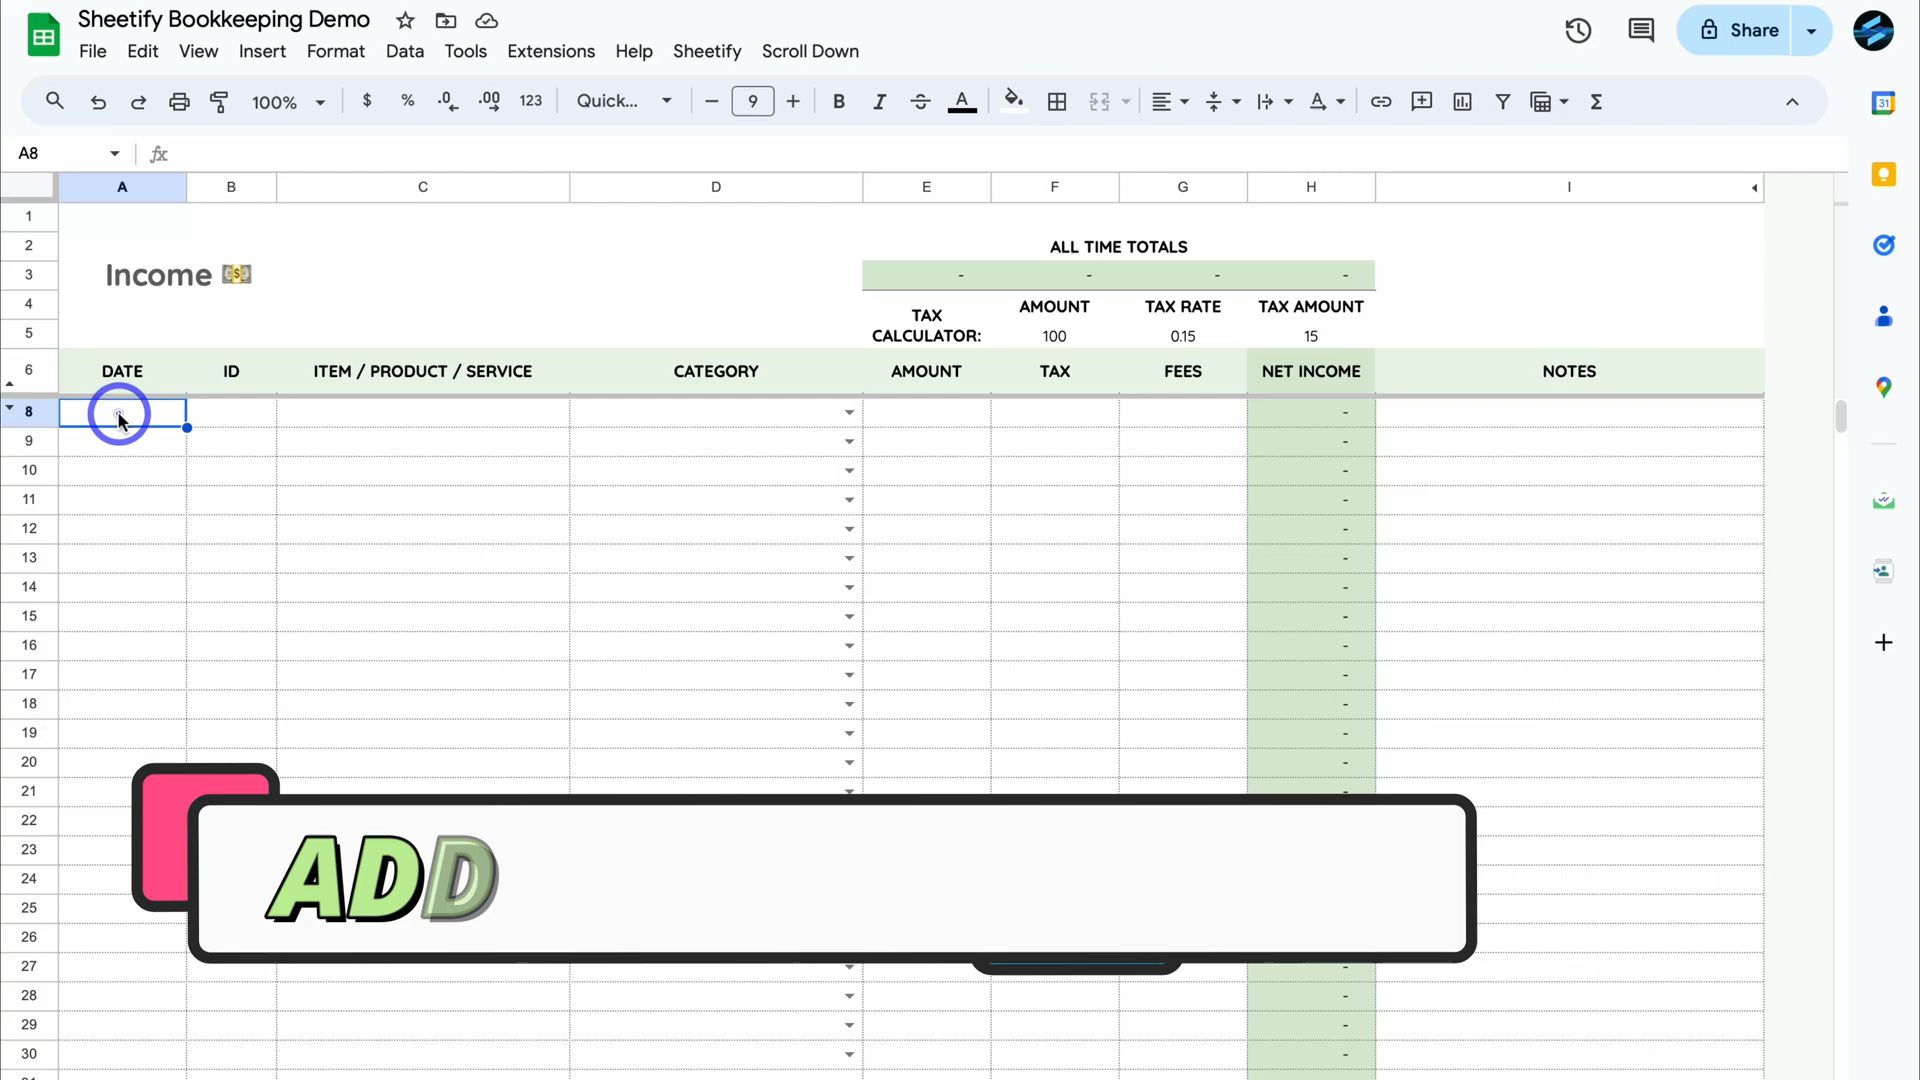 Sheetify Bookkeeping Demo
File Edit View Insert Format Data Tools Extensions Help Sheetify Scroll Down
Share
100% $ % .0 .00 123 Quick... 9 B I A
31
A8 fx
A B C D E F G H I
1
2 ALL TIME TOTALS
3 Income - - - -
4 AMOUNT TAX RATE TAX AMOUNT
TAX CALCULATOR:
5 100 0.15 15
6 DATE ID ITEM / PRODUCT / SERVICE CATEGORY AMOUNT TAX FEES NET INCOME NOTES
8 -
9 -
10 -
11 -
12 -
13 -
14 -
15 -
16 -
17 -
18 -
19 -
20 -
21 -
22
23
ADD
24
25
26
27 -
28 -
29 -
30 -